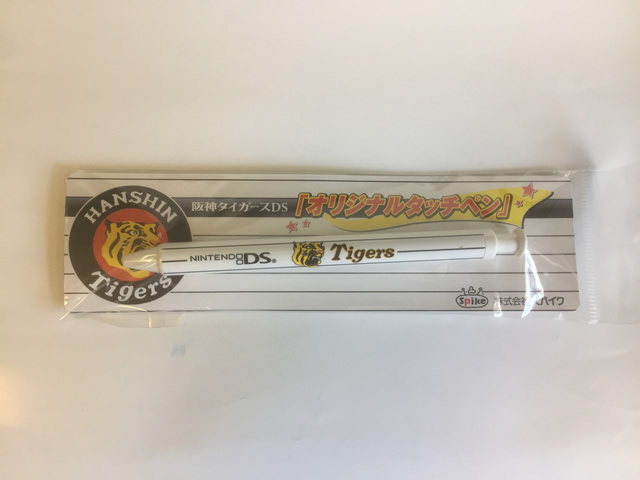 HANSHIN
Tigers
阪神タイガースDS
「オリジナルタッチペン」
NINTENDO DS
Tigers
Spike
株式会社